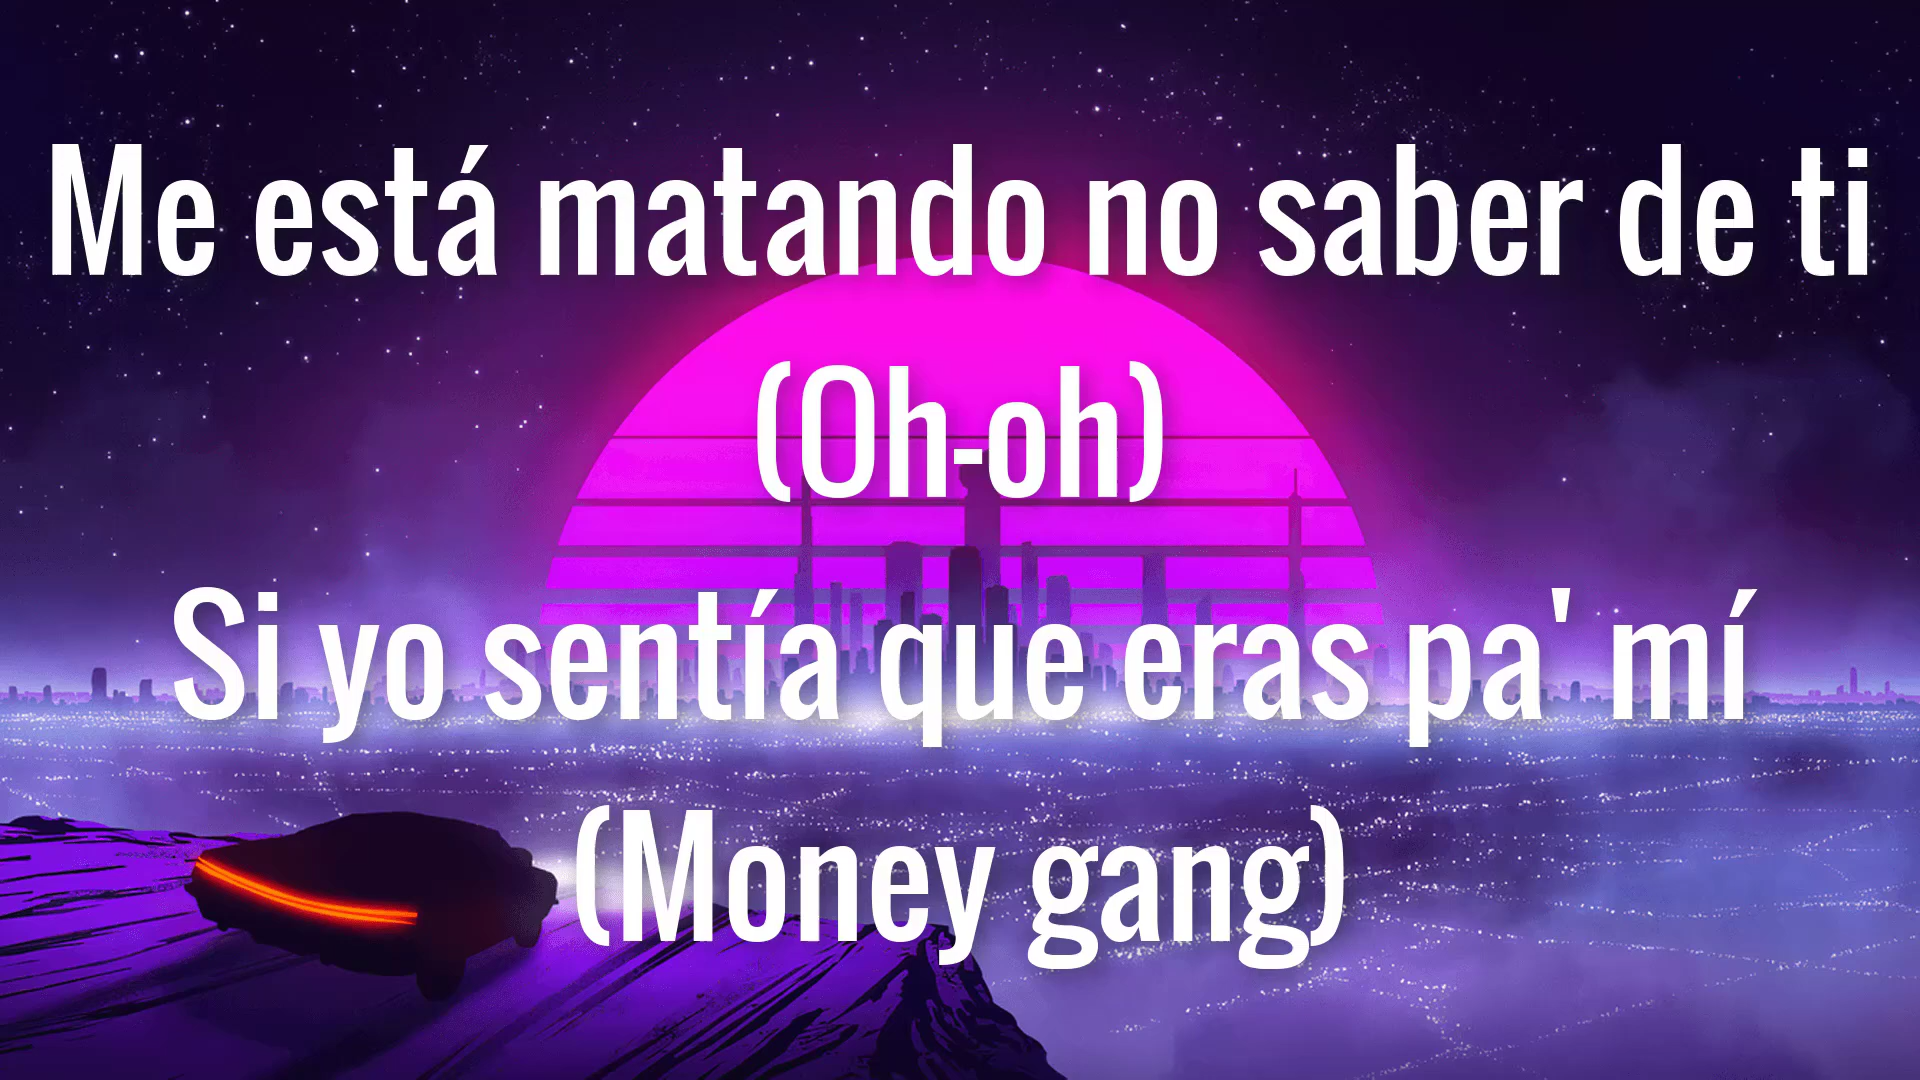 Me está matando no saber de ti
(Oh-oh)
Si yo sentía que eras pa' mí
(Money gang)